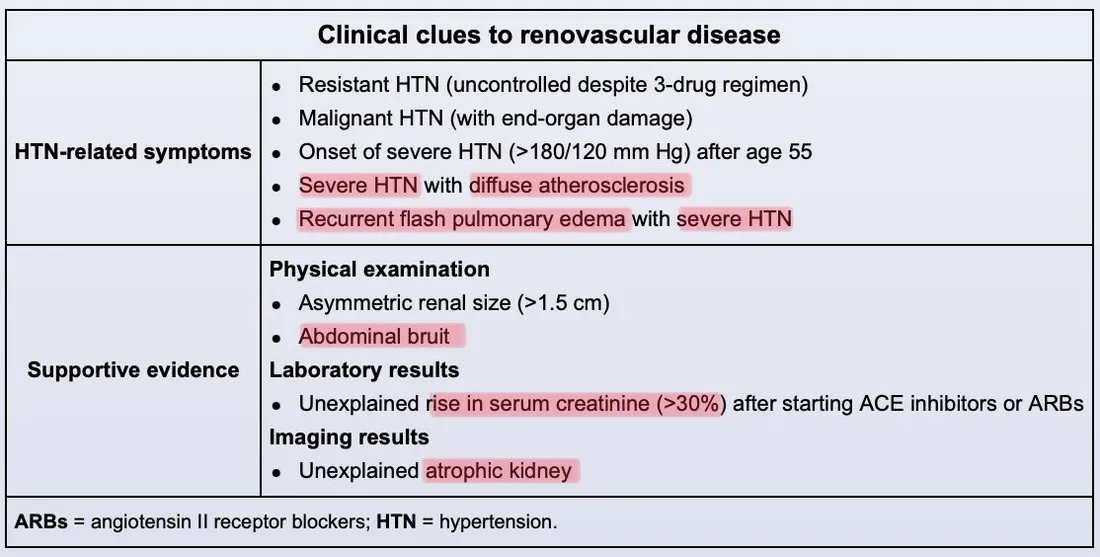 Clinical clues to renovascular disease
HTN-related symptoms
• Resistant HTN (uncontrolled despite 3-drug regimen)
• Malignant HTN (with end-organ damage)
• Onset of severe HTN (>180/120 mm Hg) after age 55
• Severe HTN with diffuse atherosclerosis
• Recurrent flash pulmonary edema with severe HTN
Supportive evidence
Physical examination
• Asymmetric renal size (>1.5 cm)
• Abdominal bruit
Laboratory results
• Unexplained rise in serum creatinine (>30%) after starting ACE inhibitors or ARBs
Imaging results
• Unexplained atrophic kidney
ARBs = angiotensin II receptor blockers; HTN = hypertension.